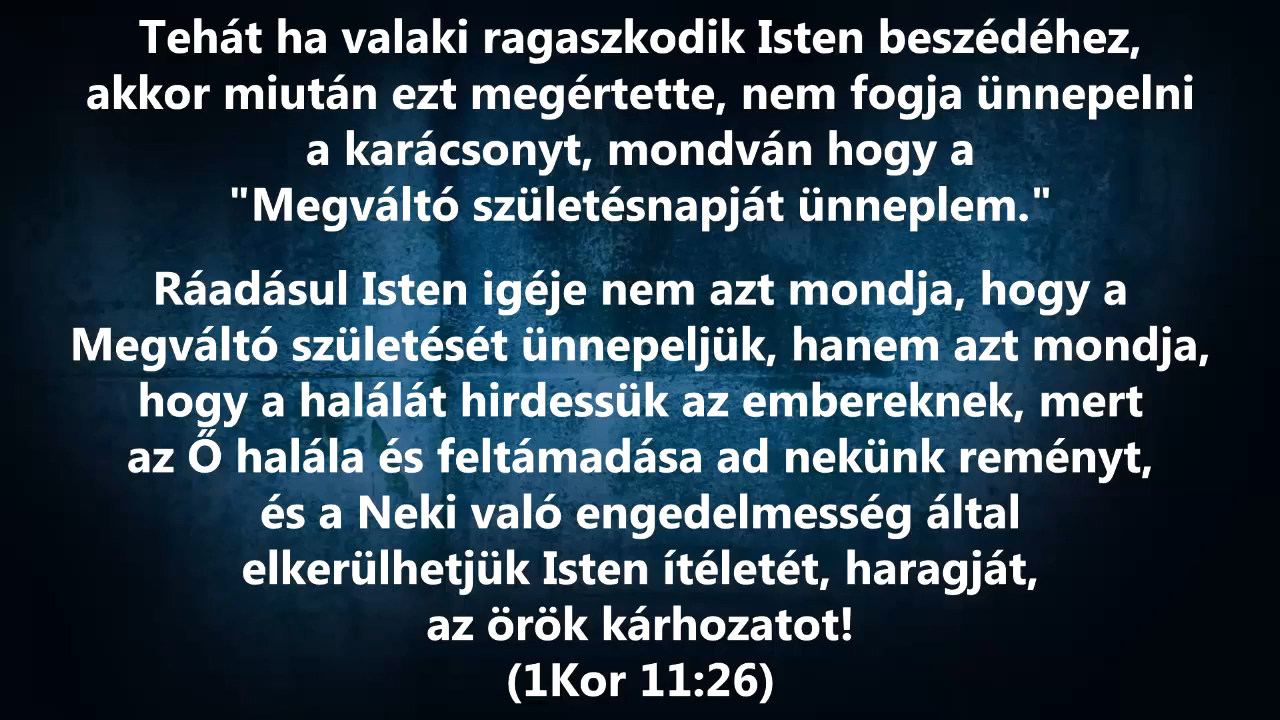 Tehát ha valaki ragaszkodik Isten beszédéhez,
akkor miután ezt megértette, nem fogja ünnepelni
a karácsonyt, mondván hogy a
"Megváltó születésnapját ünneplem."
Ráadásul Isten igéje nem azt mondja, hogy a
Megváltó születését ünnepeljük, hanem azt mondja,
hogy a halálát hirdessük az embereknek, mert
az Ő halála és feltámadása ad nekünk reményt,
és a Neki való engedelmesség által
elkerülhetjük Isten ítéletét, haragját,
az örök kárhozatot!
(1Kor 11:26)